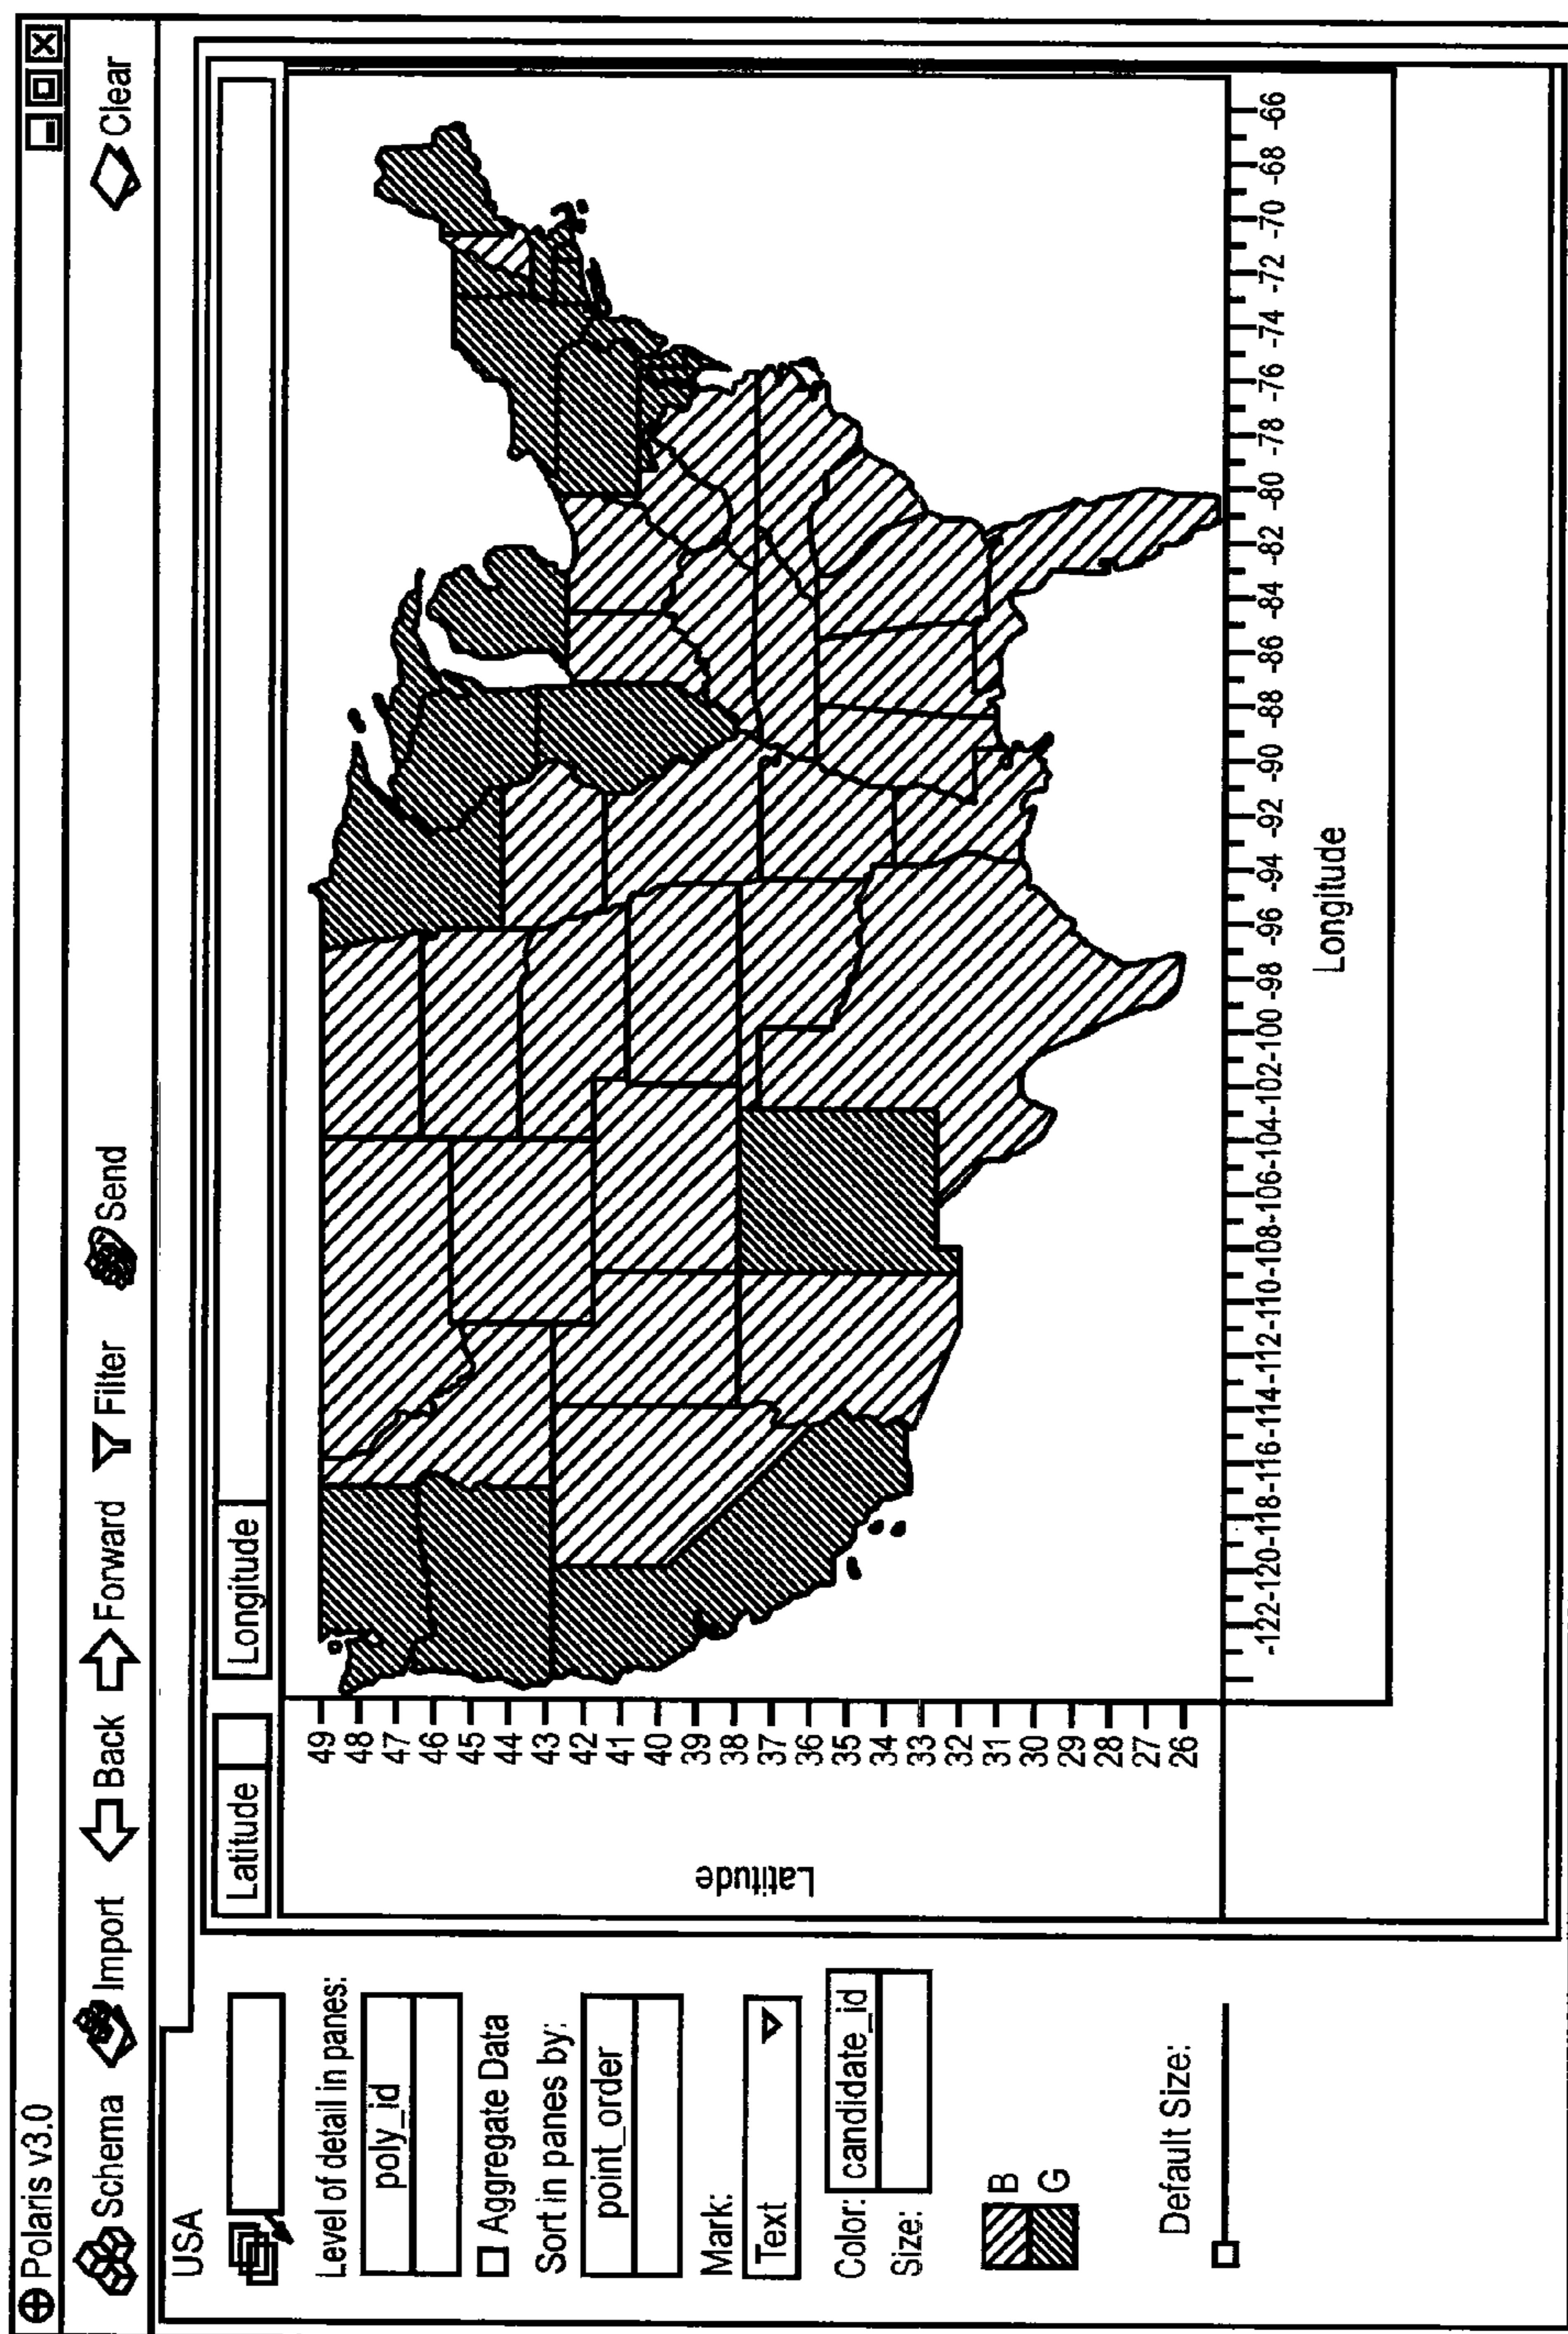 Polaris v3.0
Schema Import Back Forward Filter Send Clear
USA
Level of detail in panes:
poly_id
Aggregate Data
Sort in panes by:
point_order
Mark:
Text
Color: candidate_id
Size:
B
G
Default Size:
Latitude Longitude
Latitude
49
48
47
46
45
44
43
42
41
40
39
38
37
36
35
34
33
32
31
30
29
28
27
26
-122-120-118-116-114-112-110-108-106-104-102-100 -98 -96 -94 -92 -90 -88 -86 -84 -82 -80 -78 -76 -74 -72 -70 -68 -66
Longitude